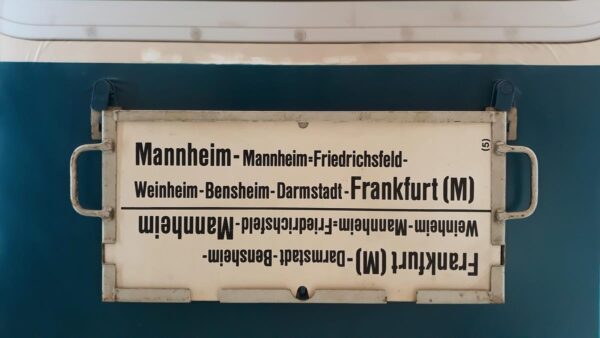 Mannheim - Mannheim=Friedrichsfeld-
Weinheim-Bensheim-Darmstadt-Frankfurt (M)
(5)
Frankfurt (M)-Darmstadt-Bensheim-
Weinheim-Mannheim=Friedrichsfeld-Mannheim